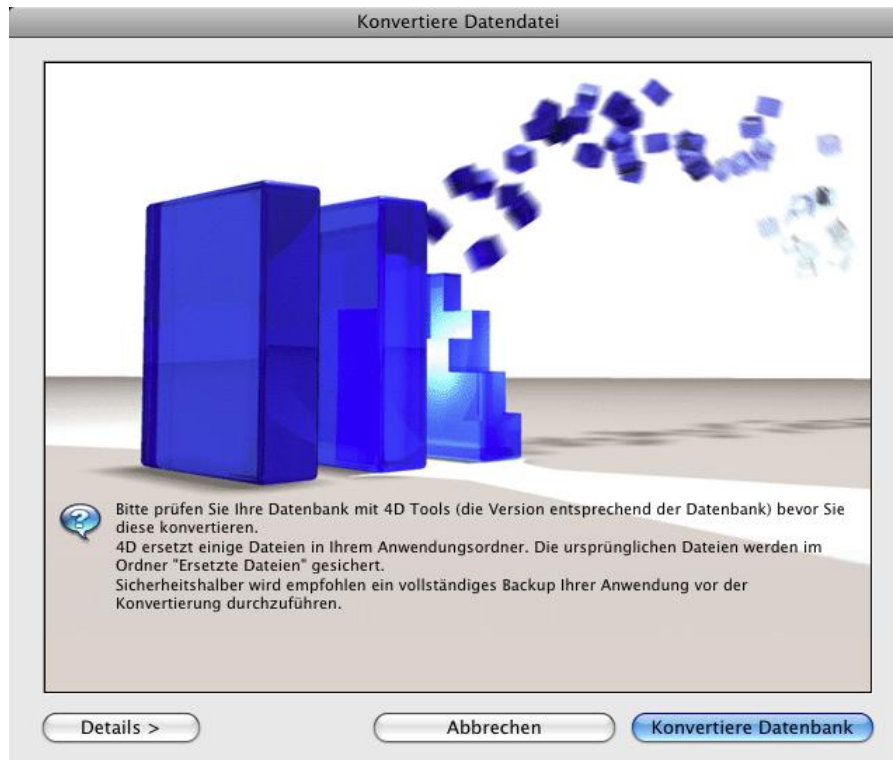 Konvertiere Datendatei
Bitte prüfen Sie Ihre Datenbank mit 4D Tools (die Version entsprechend der Datenbank) bevor Sie
diese konvertieren.
4D ersetzt einige Dateien in Ihrem Anwendungsordner. Die ursprünglichen Dateien werden im
Ordner "Ersetzte Dateien" gesichert.
Sicherheitshalber wird empfohlen ein vollständiges Backup Ihrer Anwendung vor der
Konvertierung durchzuführen.
Details >
Abbrechen
Konvertiere Datenbank